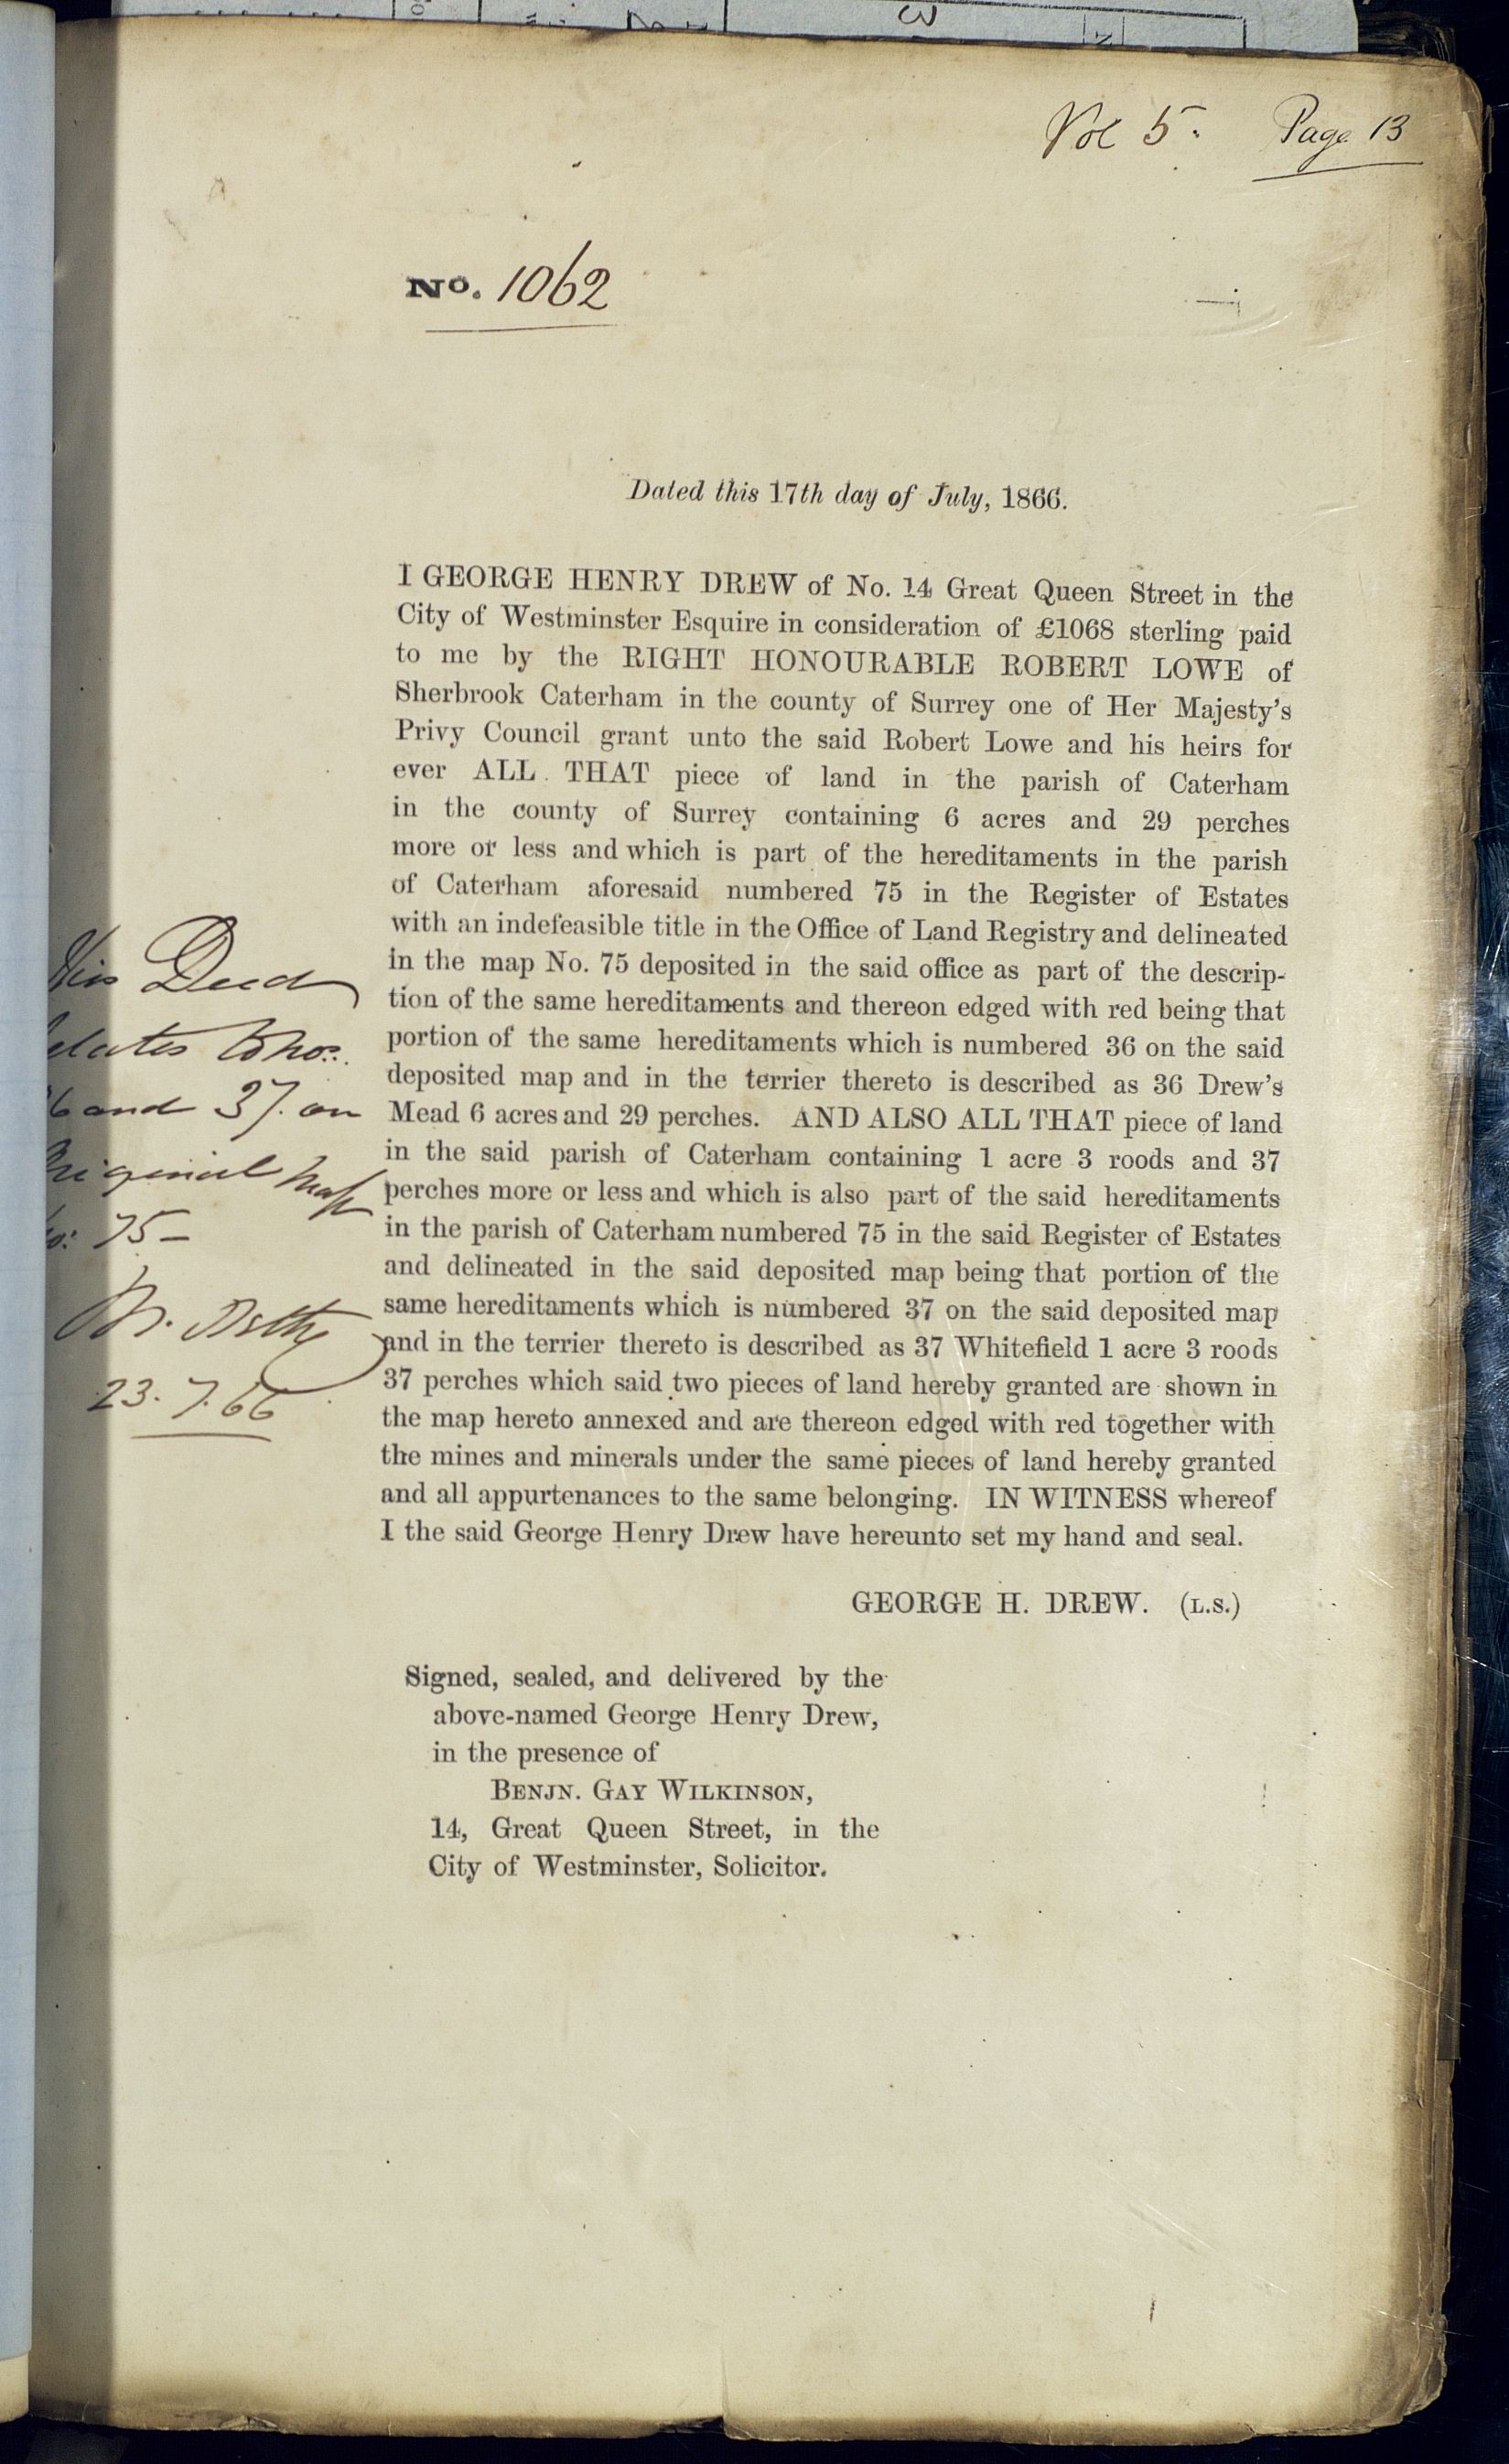 Vol 5. Page 13
No. 1062
Dated this 17th day of July, 1866.
I GEORGE HENRY DREW of No. 14 Great Queen Street in the
City of Westminster Esquire in consideration of £1068 sterling paid
to me by the RIGHT HONOURABLE ROBERT LOWE of
Sherbrook Caterham in the county of Surrey one of Her Majesty's
Privy Council grant unto the said Robert Lowe and his heirs for
ever ALL THAT piece of land in the parish of Caterham
in the county of Surrey containing 6 acres and 29 perches
more or less and which is part of the hereditaments in the parish
of Caterham aforesaid numbered 75 in the Register of Estates
with an indefeasible title in the Office of Land Registry and delineated
in the map No. 75 deposited in the said office as part of the descrip-
tion of the same hereditaments and thereon edged with red being that
portion of the same hereditaments which is numbered 36 on the said
deposited map and in the terrier thereto is described as 36 Drew's
Mead 6 acres and 29 perches. AND ALSO ALL THAT piece of land
in the said parish of Caterham containing 1 acre 3 roods and 37
perches more or less and which is also part of the said hereditaments
in the parish of Caterham numbered 75 in the said Register of Estates
and delineated in the said deposited map being that portion of the
same hereditaments which is numbered 37 on the said deposited map
and in the terrier thereto is described as 37 Whitefield 1 acre 3 roods
37 perches which said two pieces of land hereby granted are shown in
the map hereto annexed and are thereon edged with red together with
the mines and minerals under the same pieces of land hereby granted
and all appurtenances to the same belonging. IN WITNESS whereof
I the said George Henry Drew have hereunto set my hand and seal.
GEORGE H. DREW. (L.S.)
Signed, sealed, and delivered by the
above-named George Henry Drew,
in the presence of
BENJN. GAY WILKINSON,
14, Great Queen Street, in the
City of Westminster, Solicitor.
his Deed
elates to nos.
6 and 37. on
riginal Map
o: 75-
23.7.66